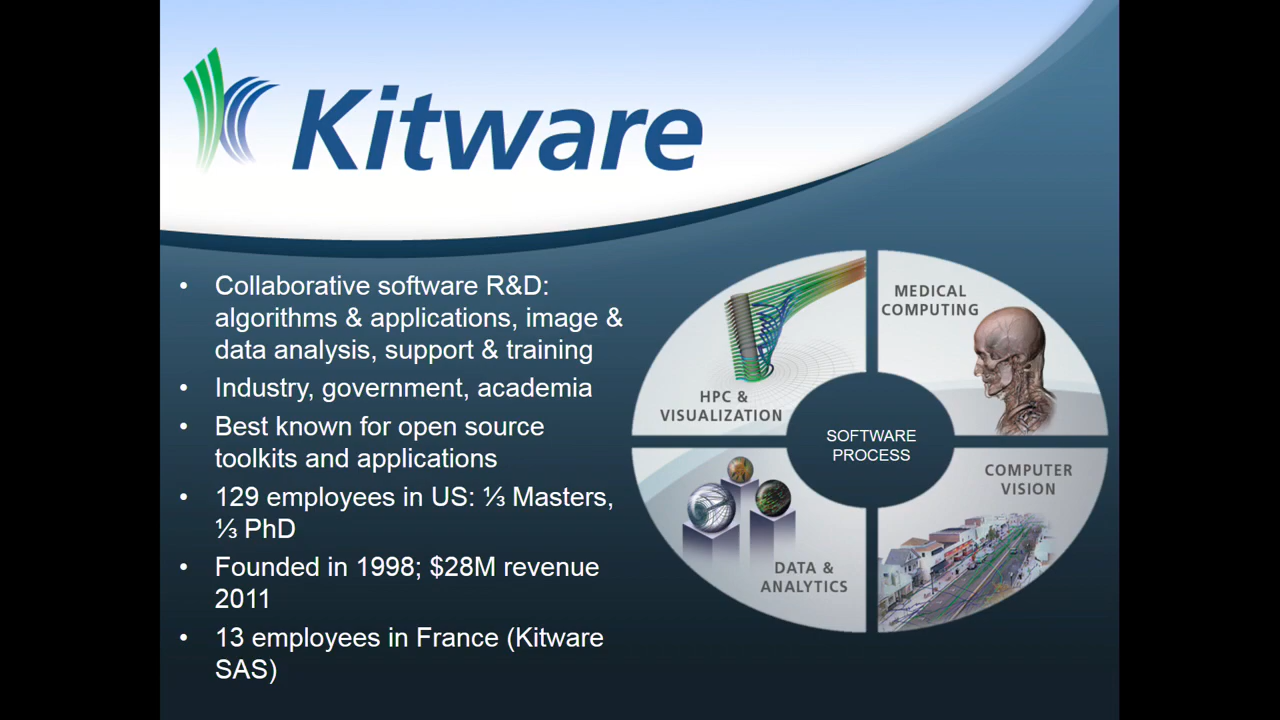 Kitware
• Collaborative software R&D:
algorithms & applications, image &
data analysis, support & training
• Industry, government, academia
• Best known for open source
toolkits and applications
• 129 employees in US: ⅓ Masters,
⅓ PhD
• Founded in 1998; $28M revenue
2011
• 13 employees in France (Kitware
SAS)
HPC &
VISUALIZATION
MEDICAL
COMPUTING
SOFTWARE
PROCESS
DATA &
ANALYTICS
COMPUTER
VISION